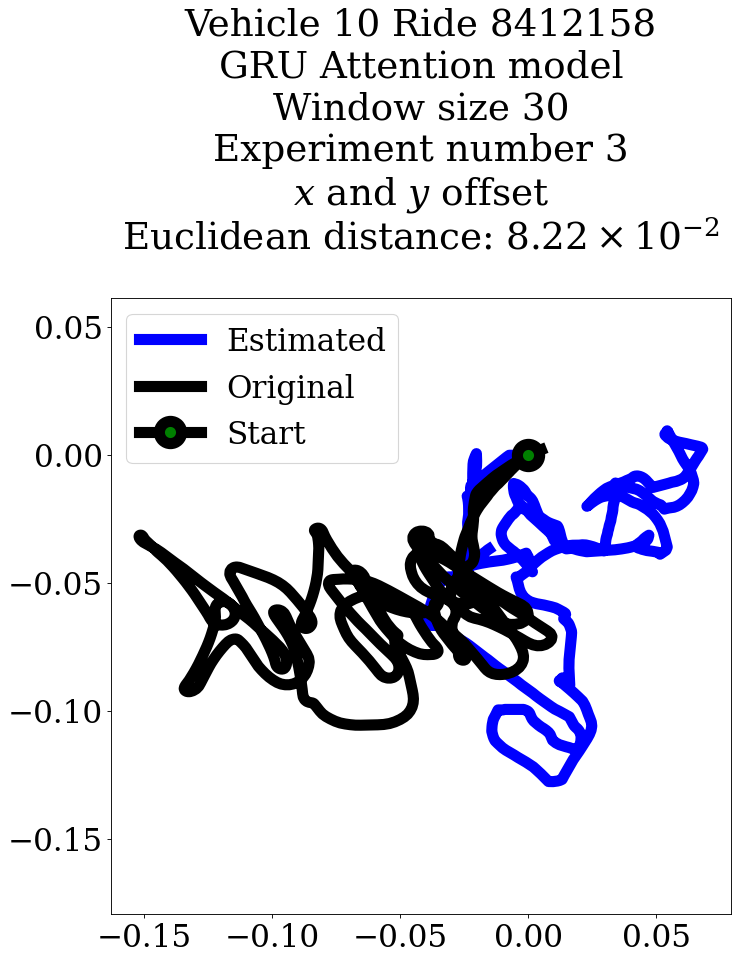 Vehicle 10 Ride 8412158
GRU Attention model
Window size 30
Experiment number 3
x and y offset
Euclidean distance: 8.22 × 10⁻²
0.05
0.00
−0.05
−0.10
−0.15
Estimated
Original
Start
−0.15 −0.10 −0.05 0.00 0.05